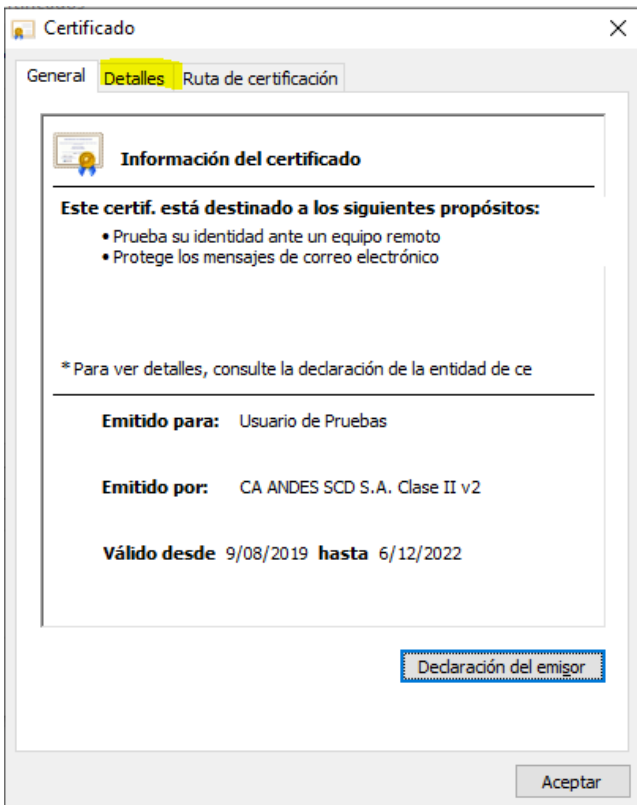 Certificado
General Detalles Ruta de certificación
Información del certificado
Este certif. está destinado a los siguientes propósitos:
• Prueba su identidad ante un equipo remoto
• Protege los mensajes de correo electrónico
* Para ver detalles, consulte la declaración de la entidad de ce
Emitido para: Usuario de Pruebas
Emitido por: CA ANDES SCD S.A. Clase II v2
Válido desde 9/08/2019 hasta 6/12/2022
Declaración del emisor
Aceptar